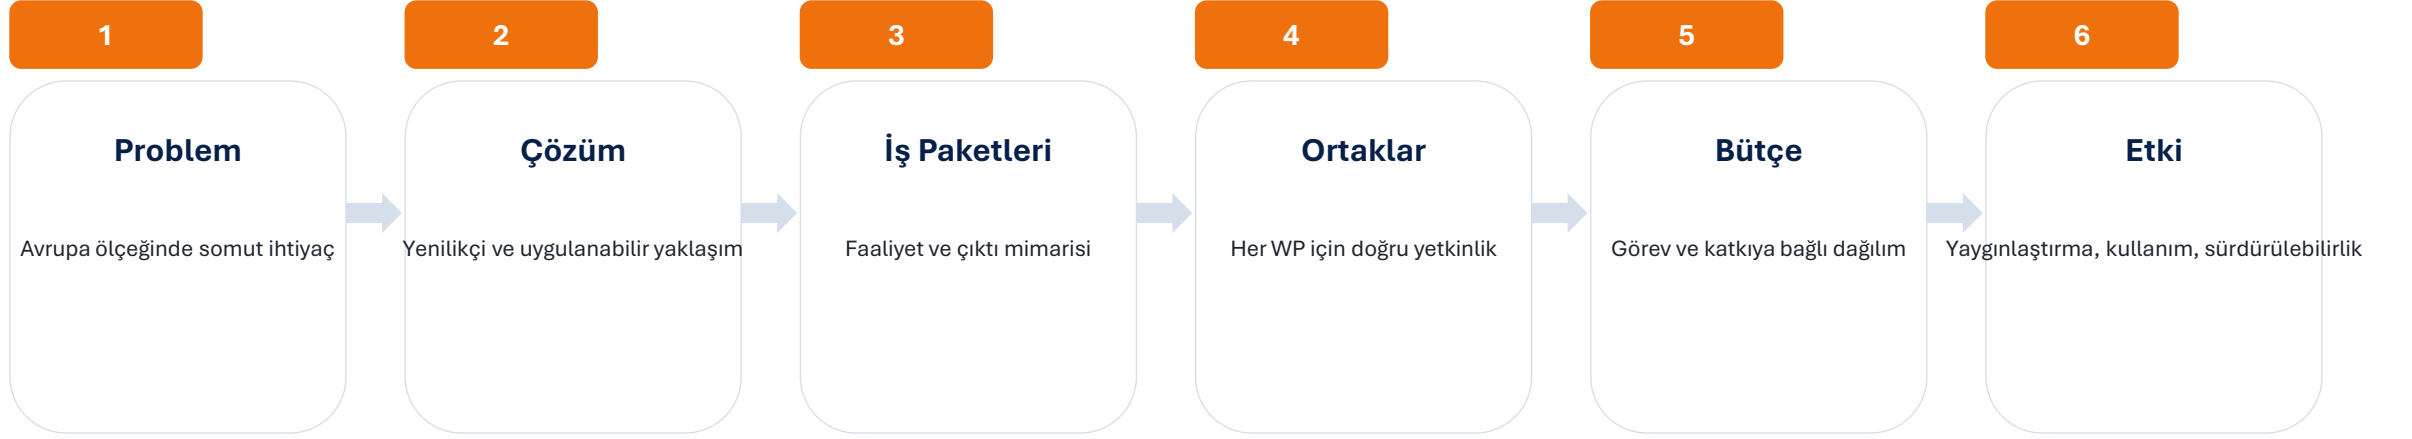 1
Problem
Avrupa ölçeğinde somut ihtiyaç
2
Çözüm
Yenilikçi ve uygulanabilir yaklaşım
3
İş Paketleri
Faaliyet ve çıktı mimarisi
4
Ortaklar
Her WP için doğru yetkinlik
5
Bütçe
Görev ve katkıya bağlı dağılım
6
Etki
Yaygınlaştırma, kullanım, sürdürülebilirlik